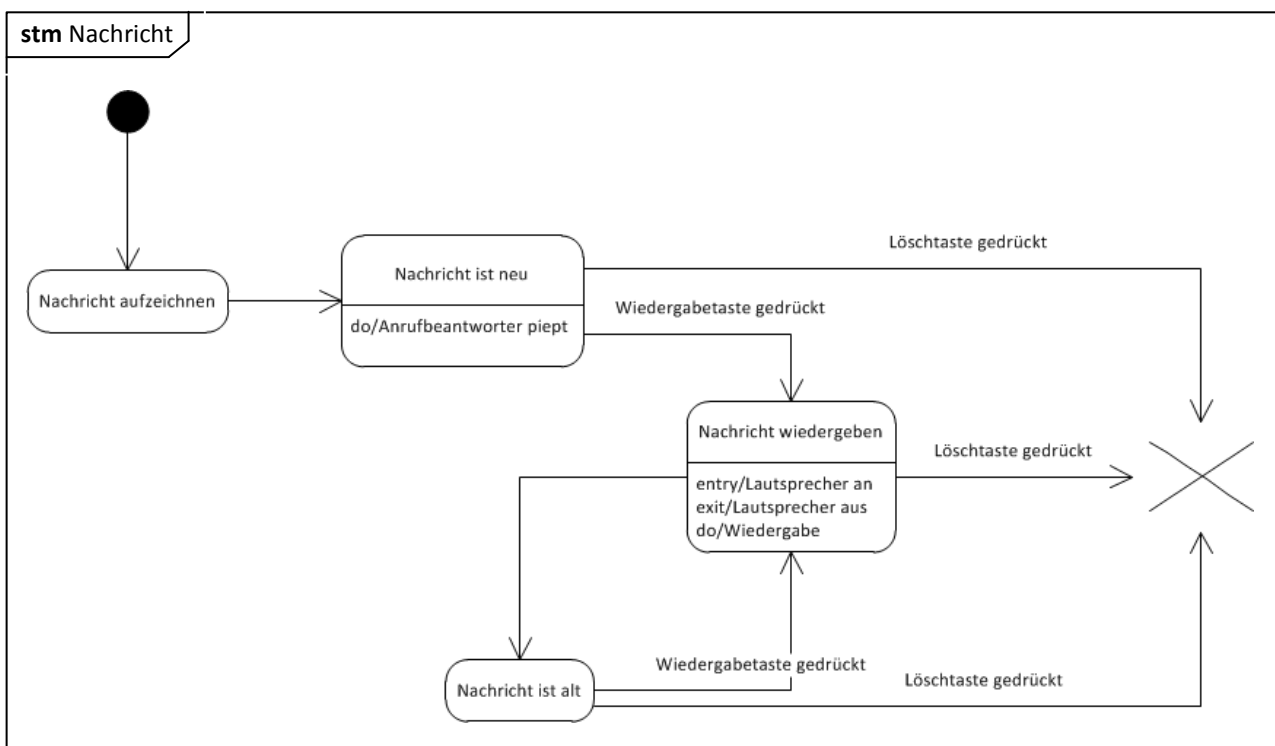 stm Nachricht
Löschtaste gedrückt
Nachricht ist neu
Nachricht aufzeichnen
Wiedergabetaste gedrückt
do/Anrufbeantworter piept
Nachricht wiedergeben
Löschtaste gedrückt
entry/Lautsprecher an
exit/Lautsprecher aus
do/Wiedergabe
Wiedergabetaste gedrückt
Löschtaste gedrückt
Nachricht ist alt